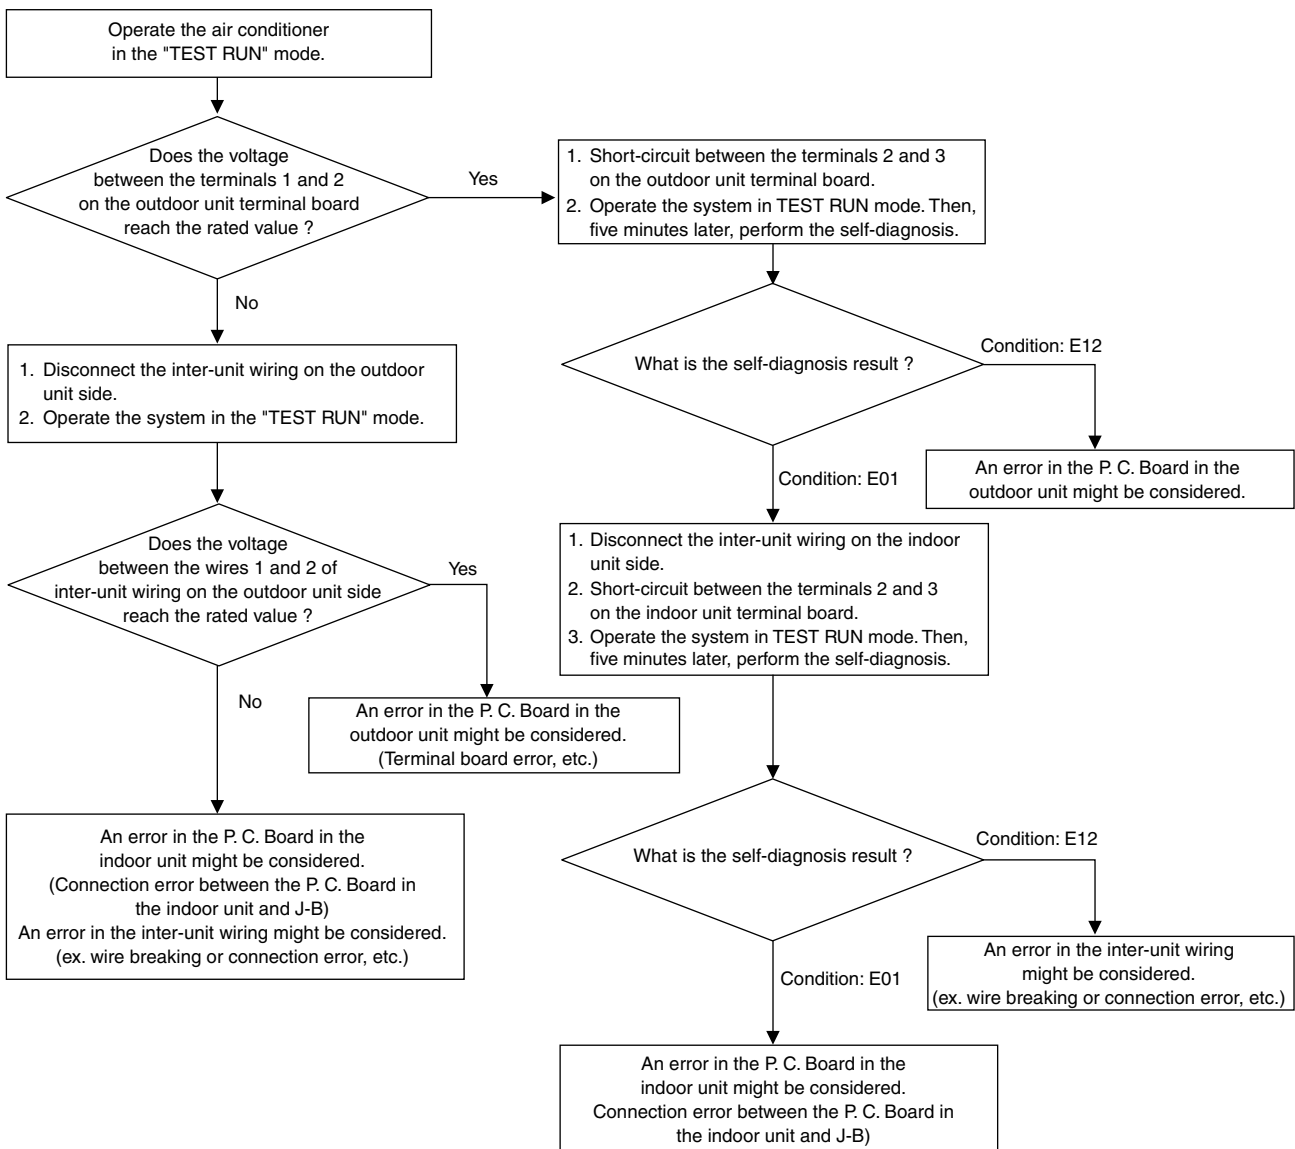 Operate the air conditioner
in the "TEST RUN" mode.
Does the voltage
between the terminals 1 and 2
on the outdoor unit terminal board
reach the rated value ?
Yes
No
1. Short-circuit between the terminals 2 and 3
on the outdoor unit terminal board.
2. Operate the system in TEST RUN mode. Then,
five minutes later, perform the self-diagnosis.
What is the self-diagnosis result ?
Condition: E12
An error in the P. C. Board in the
outdoor unit might be considered.
Condition: E01
1. Disconnect the inter-unit wiring on the outdoor
unit side.
2. Operate the system in the "TEST RUN" mode.
Does the voltage
between the wires 1 and 2 of
inter-unit wiring on the outdoor unit side
reach the rated value ?
Yes
No
An error in the P. C. Board in the
outdoor unit might be considered.
(Terminal board error, etc.)
An error in the P. C. Board in the
indoor unit might be considered.
(Connection error between the P. C. Board in
the indoor unit and J-B)
An error in the inter-unit wiring might be considered.
(ex. wire breaking or connection error, etc.)
1. Disconnect the inter-unit wiring on the indoor
unit side.
2. Short-circuit between the terminals 2 and 3
on the indoor unit terminal board.
3. Operate the system in TEST RUN mode. Then,
five minutes later, perform the self-diagnosis.
What is the self-diagnosis result ?
Condition: E12
An error in the inter-unit wiring
might be considered.
(ex. wire breaking or connection error, etc.)
Condition: E01
An error in the P. C. Board in the
indoor unit might be considered.
Connection error between the P. C. Board in
the indoor unit and J-B)